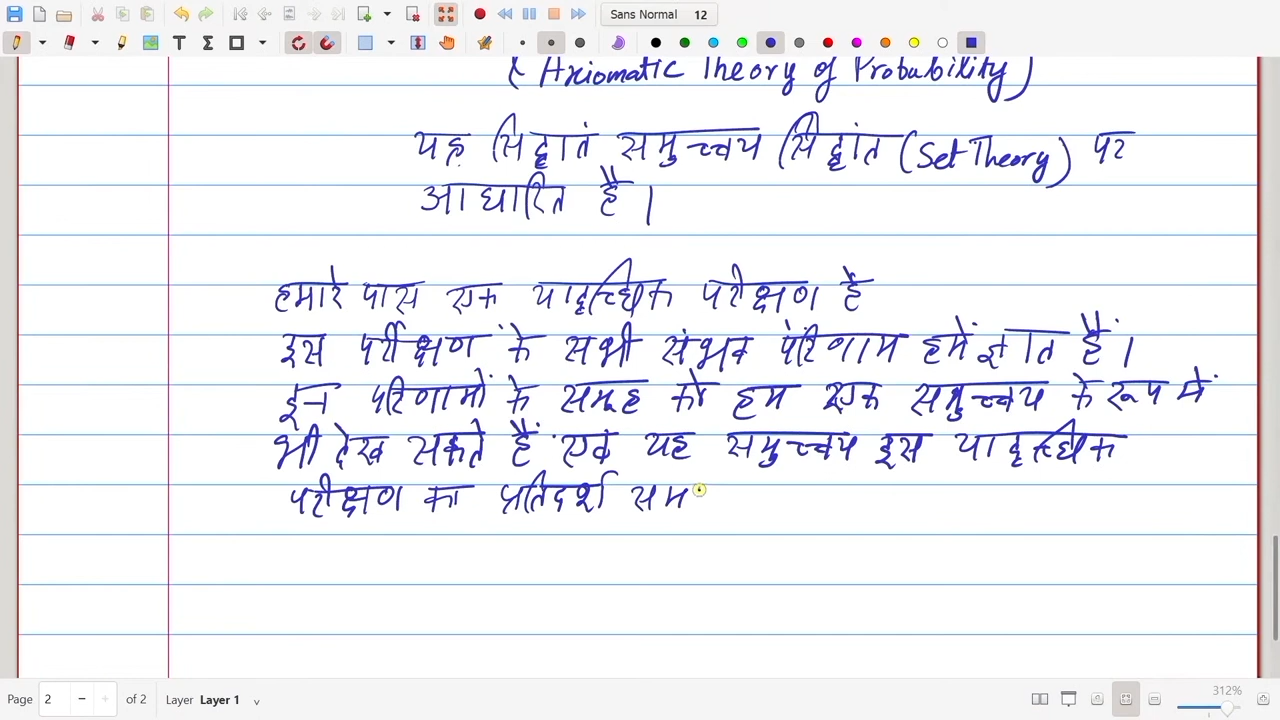 Sans Normal 12
(Axiomatic Theory of Probability)
यह सिद्धांत समुच्चय सिद्धांत (Set Theory) पर
आधारित है।
हमारे पास एक यादृच्छिक परीक्षण है
इस परीक्षण के सभी संभव परिणाम हमें ज्ञात हैं।
इन परिणामों के समूह को हम एक समुच्चय के रूप में
भी देख सकते हैं एवं यह समुच्चय इस यादृच्छिक
परीक्षण का प्रतिदर्श सम
Page 2 of 2 Layer Layer 1 312%